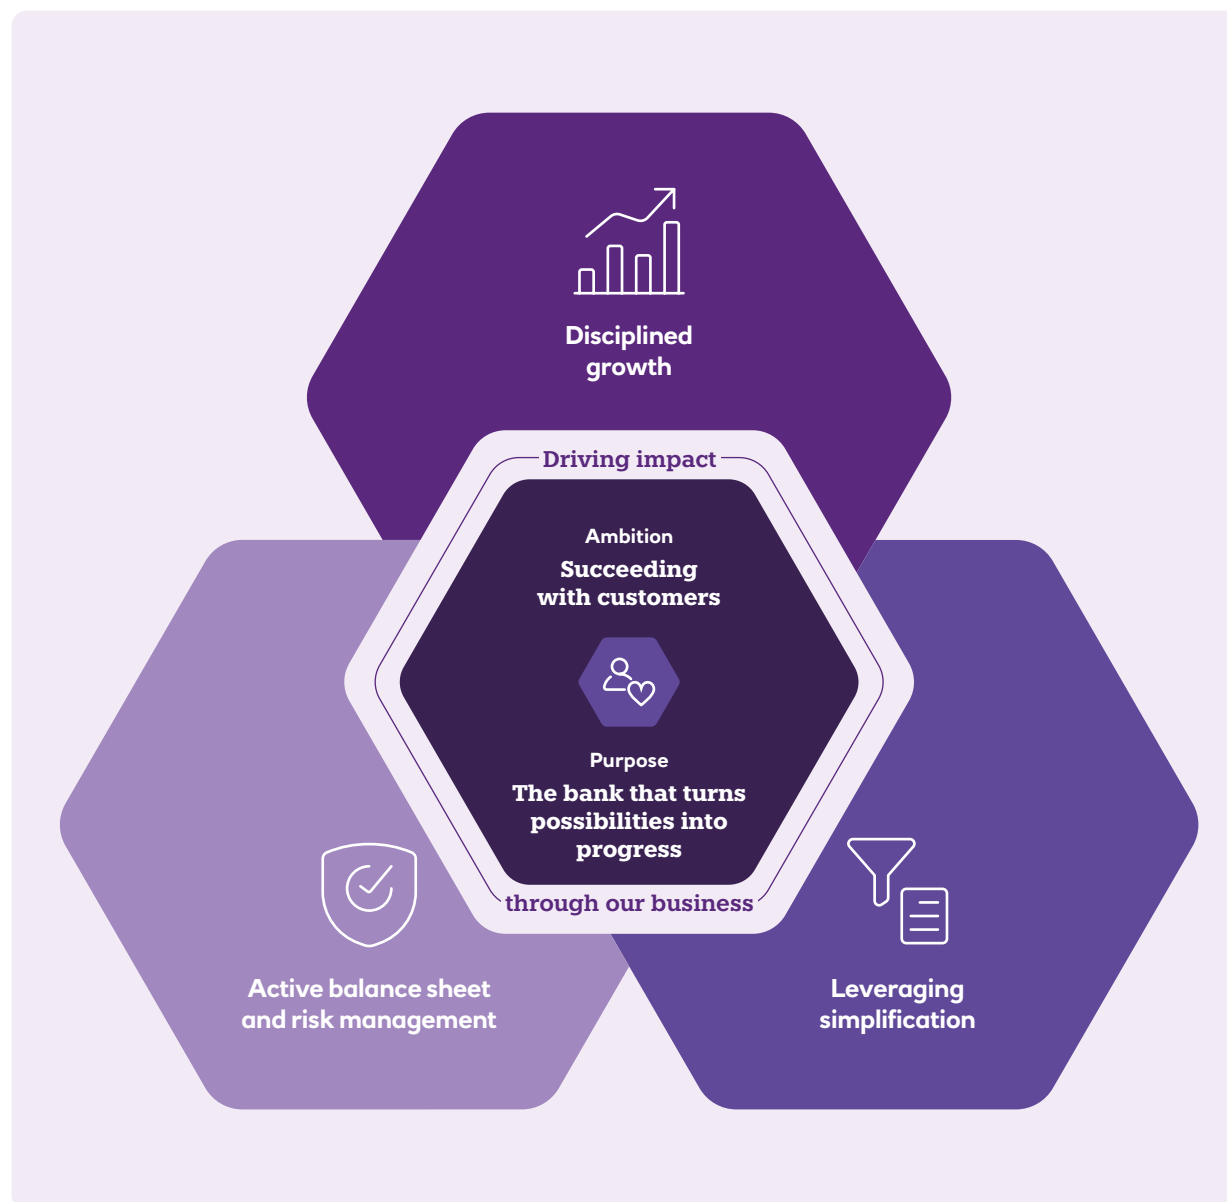 Disciplined
growth
Driving impact
Ambition
Succeeding
with customers
Purpose
The bank that turns
possibilities into
progress
through our business
Active balance sheet
and risk management
Leveraging
simplification